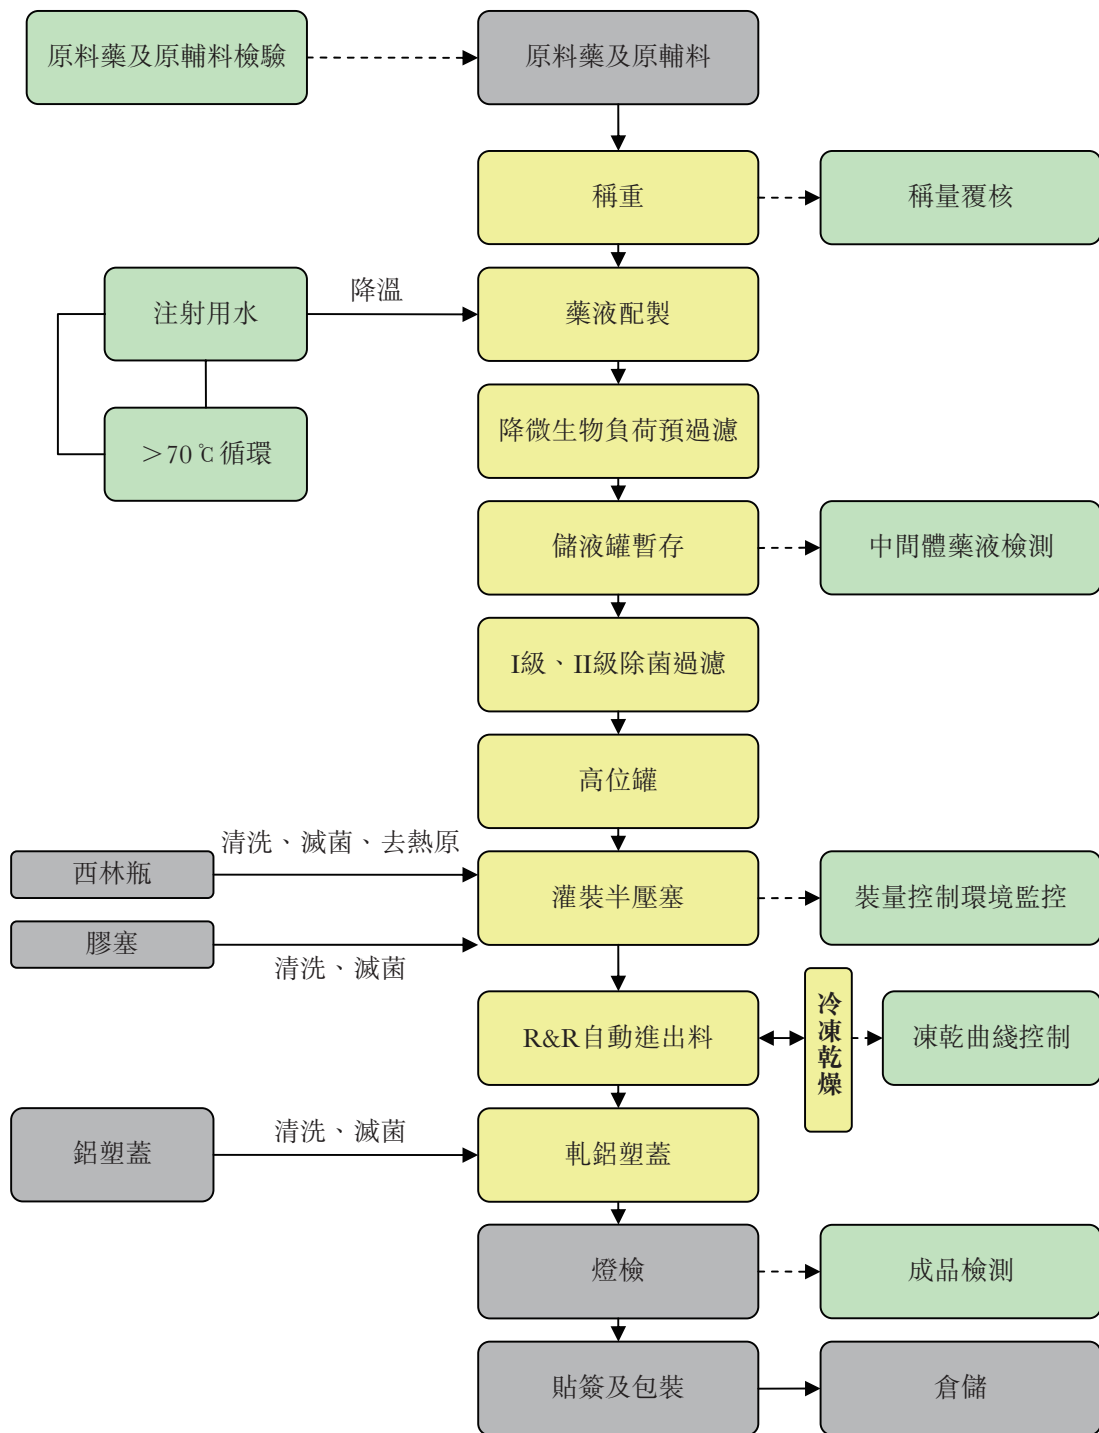 原料藥及原輔料檢驗
原料藥及原輔料
稱重
稱量覆核
注射用水
降溫
藥液配製
降微生物負荷預過濾
＞70℃循環
儲液罐暫存
中間體藥液檢測
I級、II級除菌過濾
高位罐
西林瓶
清洗、滅菌、去熱原
灌裝半壓塞
裝量控制環境監控
膠塞
清洗、滅菌
R&R自動進出料
冷凍乾燥
凍乾曲綫控制
鋁塑蓋
清洗、滅菌
軋鋁塑蓋
燈檢
成品檢測
貼簽及包裝
倉儲